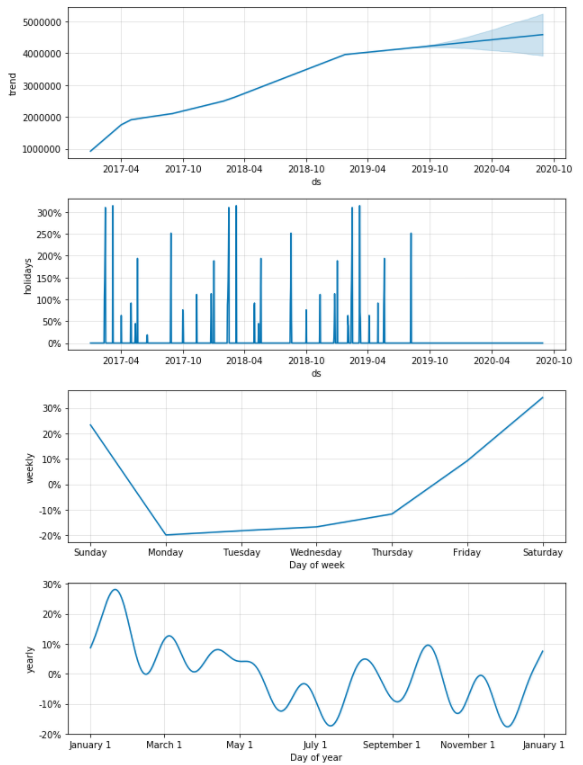 5000000
4000000
3000000
2000000
1000000
trend
2017-04 2017-10 2018-04 2018-10 2019-04 2019-10 2020-04 2020-10
ds
300%
250%
200%
150%
100%
50%
0%
holidays
2017-04 2017-10 2018-04 2018-10 2019-04 2019-10 2020-04 2020-10
ds
30%
20%
10%
0%
-10%
-20%
weekly
Sunday Monday Tuesday Wednesday Thursday Friday Saturday
Day of week
30%
20%
10%
0%
-10%
-20%
yearly
January 1 March 1 May 1 July 1 September 1 November 1 January 1
Day of year